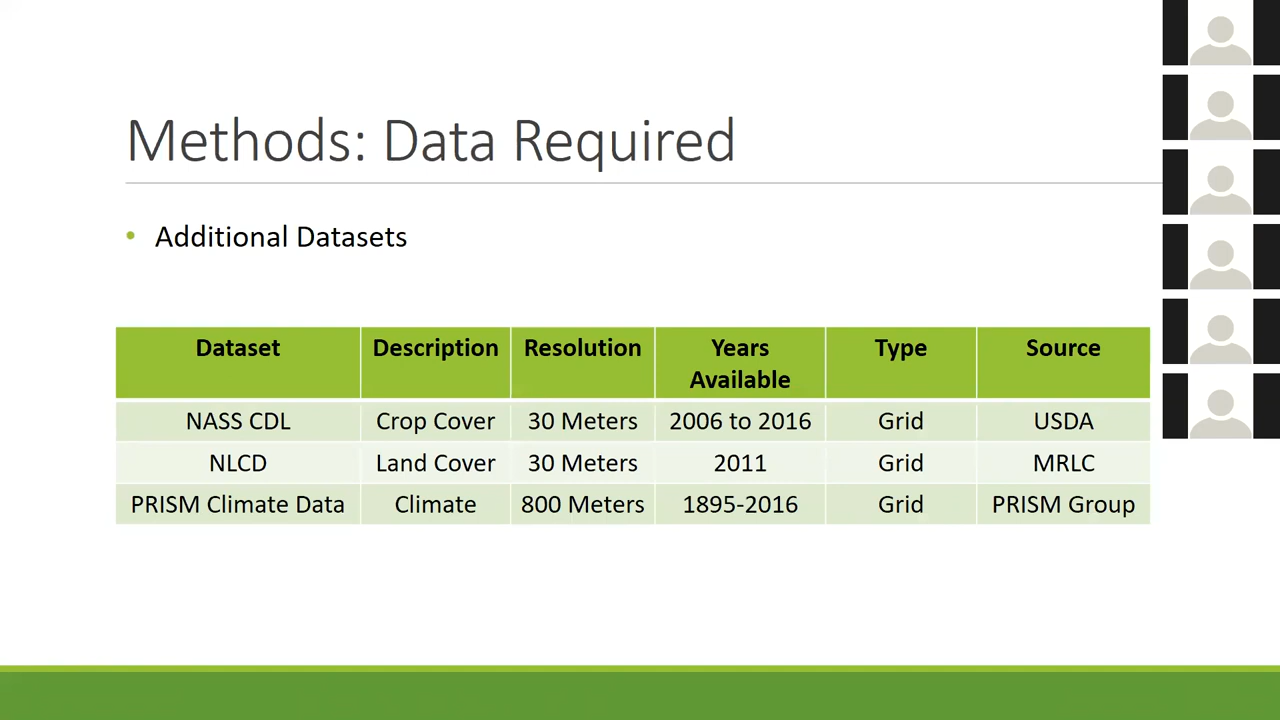 Methods: Data Required
• Additional Datasets
Dataset Description Resolution Years Available Type Source
NASS CDL Crop Cover 30 Meters 2006 to 2016 Grid USDA
NLCD Land Cover 30 Meters 2011 Grid MRLC
PRISM Climate Data Climate 800 Meters 1895-2016 Grid PRISM Group